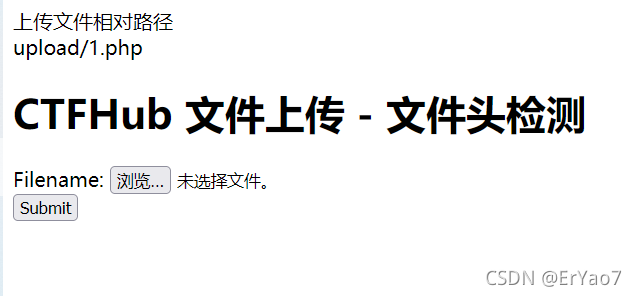 上传文件相对路径
upload/1.php
CTFHub 文件上传 - 文件头检测
Filename: 浏览... 未选择文件。
Submit
CSDN @ErYao7